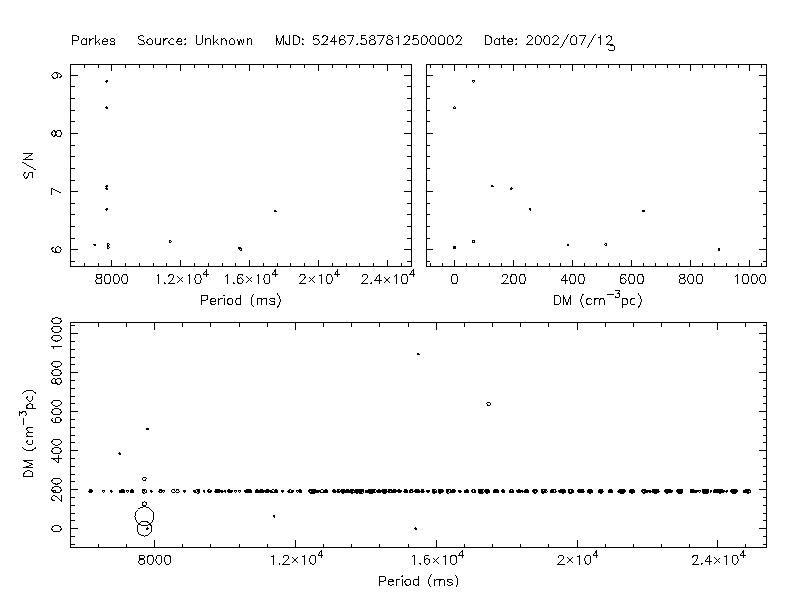 Parkes Source: Unknown MJD: 52467.587812500002 Date: 2002/07/12
9
8
7
6
S/N
8000 1.2×10⁴ 1.6×10⁴ 2×10⁴ 2.4×10⁴
Period (ms)
0 200 400 600 800 1000
DM (cm⁻³pc)
1000
800
600
400
200
0
DM (cm⁻³pc)
8000 1.2×10⁴ 1.6×10⁴ 2×10⁴ 2.4×10⁴
Period (ms)